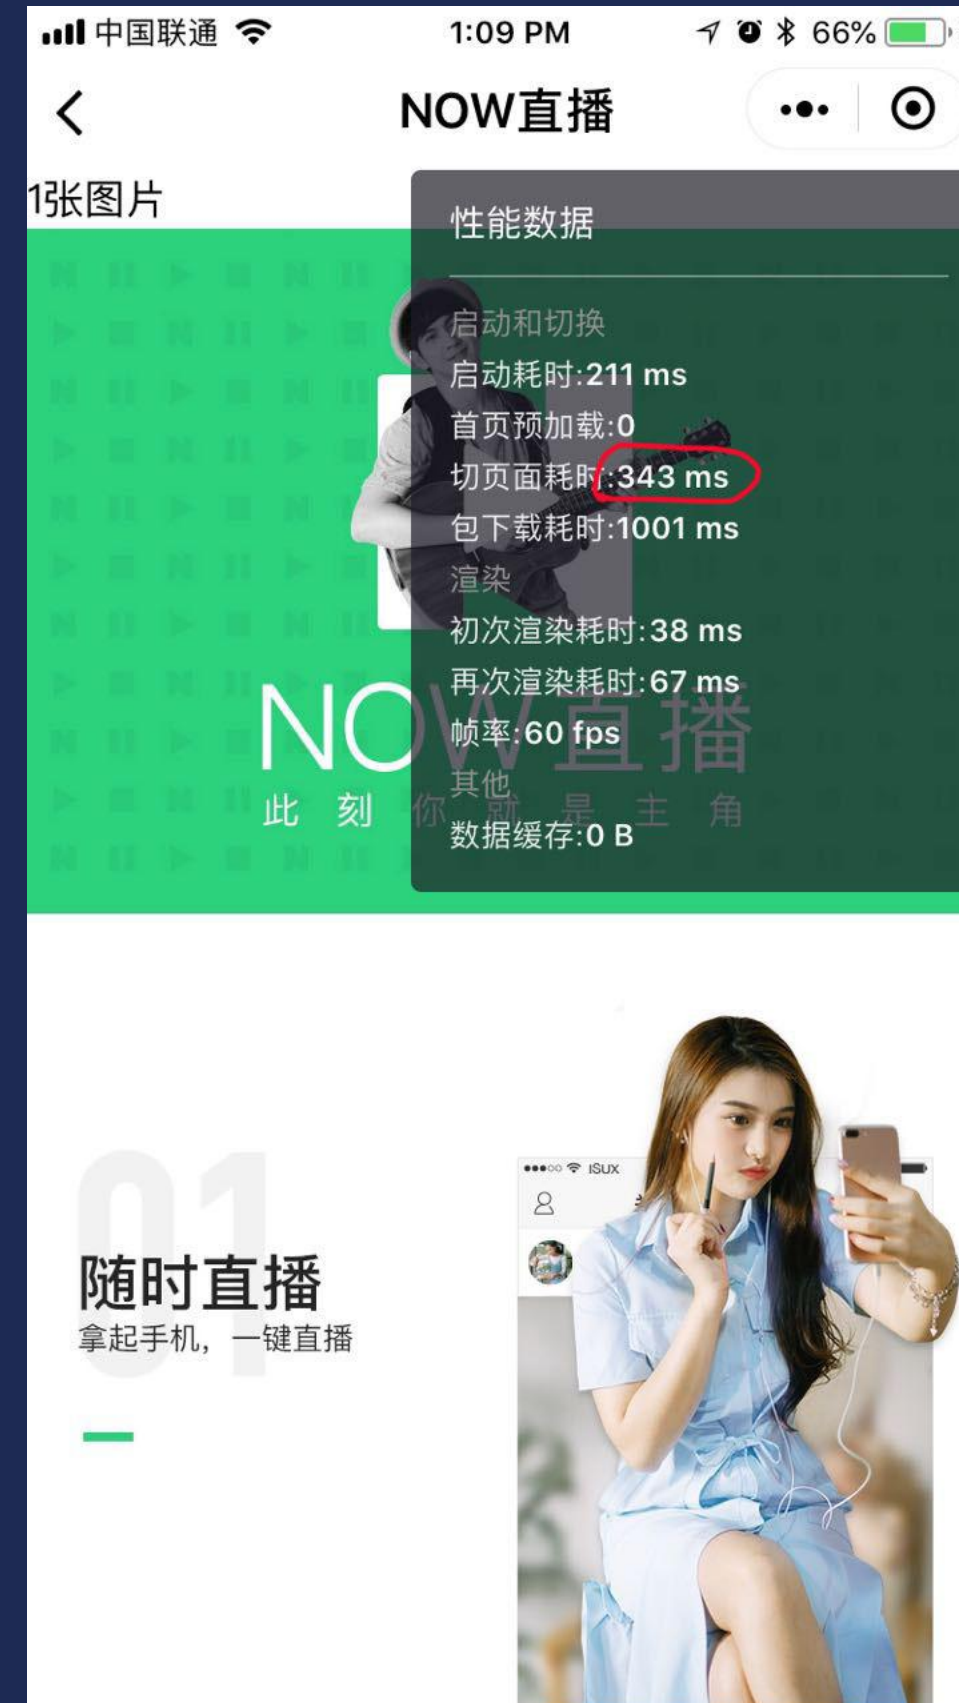 中国联通
1:09 PM
66%
NOW直播
1张图片
性能数据
启动和切换
启动耗时:211 ms
首页预加载:0
切页面耗时:343 ms
包下载耗时:1001 ms
渲染
初次渲染耗时:38 ms
再次渲染耗时:67 ms
帧率:60 fps
其他
数据缓存:0 B
NOW直播
此刻你就是主角
01
随时直播
拿起手机，一键直播
ISUX